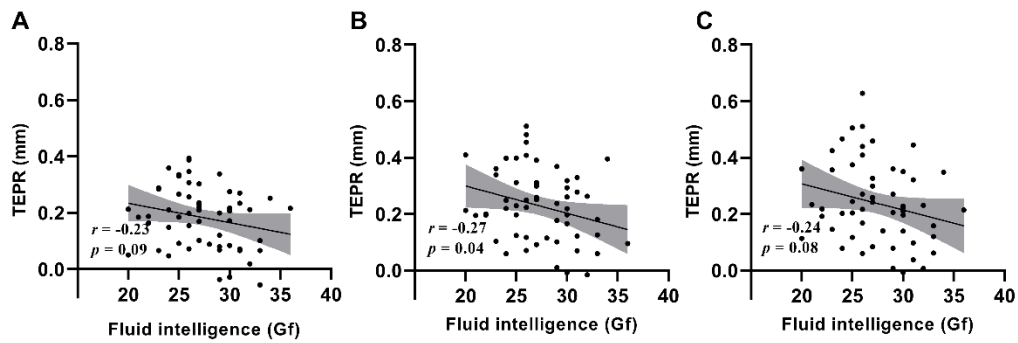 A
TEPR (mm)
0.8
0.6
0.4
0.2
0.0
r = -0.23
p = 0.09
20 25 30 35 40
Fluid intelligence (Gf)
B
TEPR (mm)
0.8
0.6
0.4
0.2
0.0
r = -0.27
p = 0.04
20 25 30 35 40
Fluid intelligence (Gf)
C
TEPR (mm)
0.8
0.6
0.4
0.2
0.0
r = -0.24
p = 0.08
20 25 30 35 40
Fluid intelligence (Gf)